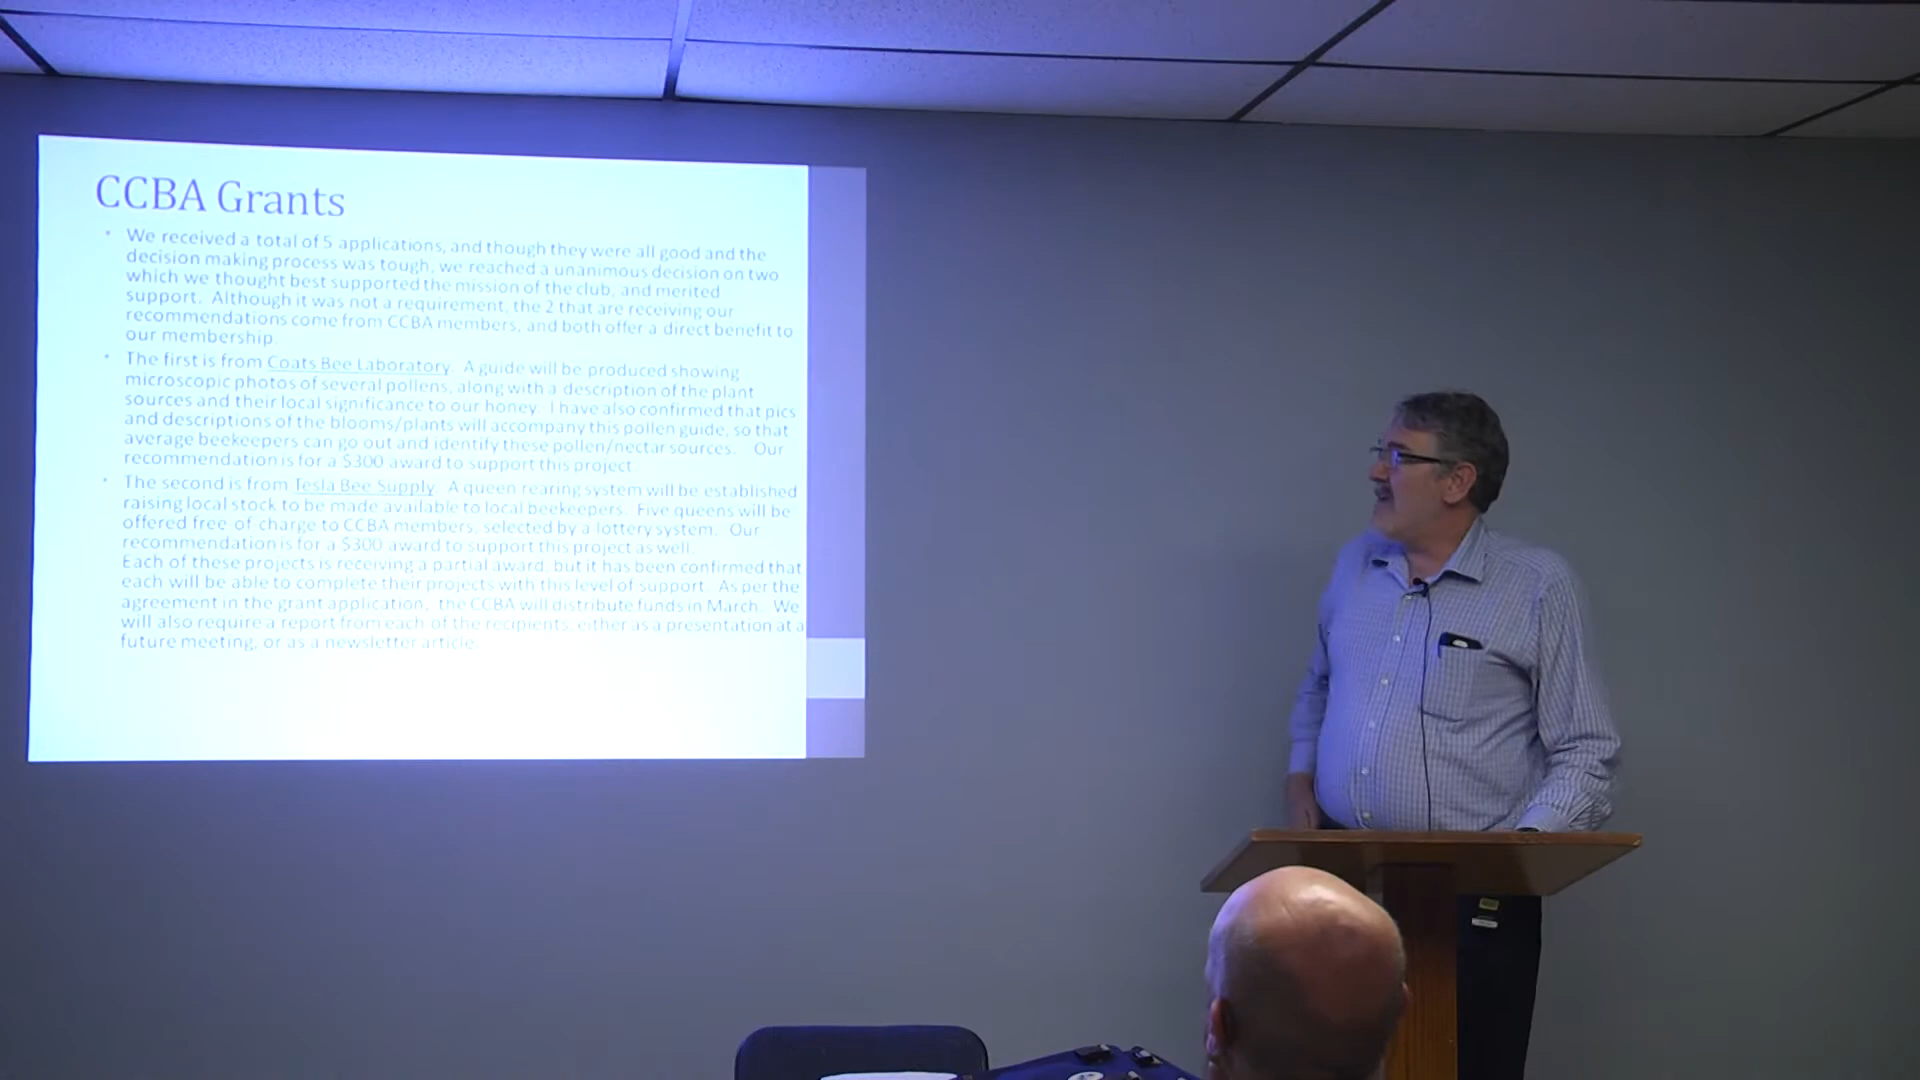 CCBA Grants
• We received a total of 5 applications, and though they were all good and the
decision making process was tough, we reached a unanimous decision on two
which we thought best supported the mission of the club, and merited
support. Although it was not a requirement, the 2 that are receiving our
recommendations come from CCBA members, and both offer a direct benefit to
our membership.
• The first is from Coats Bee Laboratory. A guide will be produced showing
microscopic photos of several pollens, along with a description of the plant
sources and their local significance to our honey. I have also confirmed that pics
and descriptions of the blooms/plants will accompany this pollen guide, so that
average beekeepers can go out and identify these pollen/nectar sources. Our
recommendation is for a $300 award to support this project
• The second is from Tesla Bee Supply. A queen rearing system will be established
raising local stock to be made available to local beekeepers. Five queens will be
offered free of charge to CCBA members, selected by a lottery system. Our
recommendation is for a $300 award to support this project as well.
Each of these projects is receiving a partial award, but it has been confirmed that
each will be able to complete their projects with this level of support. As per the
agreement in the grant application, the CCBA will distribute funds in March. We
will also require a report from each of the recipients, either as a presentation at a
future meeting, or as a newsletter article.